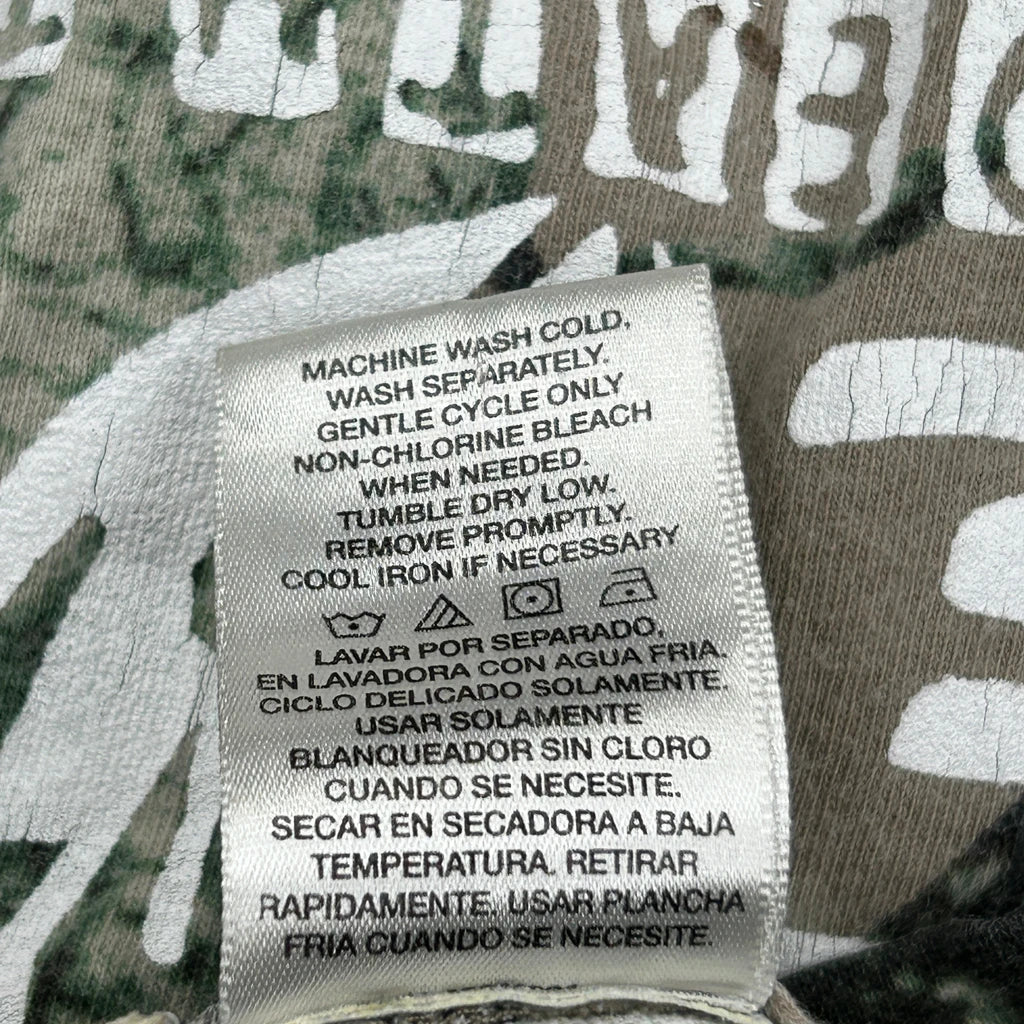 MACHINE WASH COLD,
WASH SEPARATELY.
GENTLE CYCLE ONLY
NON-CHLORINE BLEACH
WHEN NEEDED.
TUMBLE DRY LOW.
REMOVE PROMPTLY.
COOL IRON IF NECESSARY
LAVAR POR SEPARADO,
EN LAVADORA CON AGUA FRIA.
CICLO DELICADO SOLAMENTE.
USAR SOLAMENTE
BLANQUEADOR SIN CLORO
CUANDO SE NECESITE.
SECAR EN SECADORA A BAJA
TEMPERATURA. RETIRAR
RAPIDAMENTE. USAR PLANCHA
FRIA CUANDO SE NECESITE.